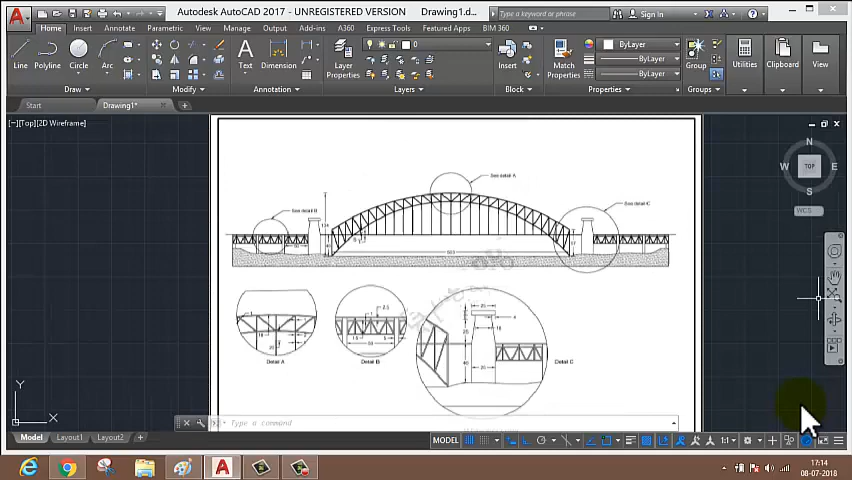 Autodesk AutoCAD 2017 - UNREGISTERED VERSION Drawing1.d... Type a keyword or phrase Sign In
Home Insert Annotate Parametric View Manage Output Add-ins A360 Express Tools Featured Apps BIM 360
Line Polyline Circle Arc Text Dimension Layer Properties 0 Insert Match Properties ByLayer Group Utilities Clipboard View
ByLayer
ByLayer
Draw Modify Annotation Layers Block Properties Groups
Start Drawing1*
[−][Top][2D Wireframe]
N
W TOP E
S
WCS
See detail A
See detail B
See detail C
Detail A
Detail B
Detail C
Y
X
Type a command
Model Layout1 Layout2
MODEL 1:1
17:14
08-07-2018